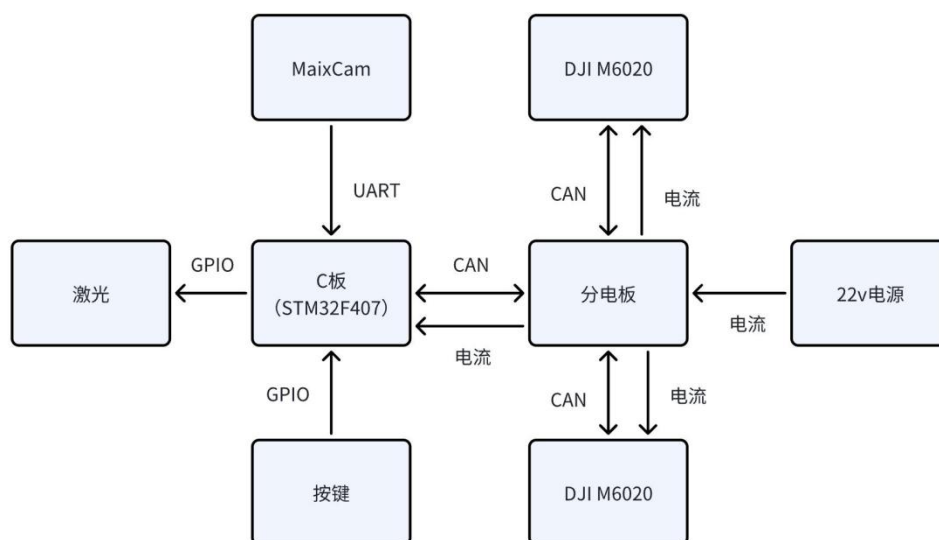 MaixCam
DJI M6020
UART
CAN
电流
激光
GPIO
C板
（STM32F407）
CAN
电流
分电板
电流
22v电源
GPIO
CAN
电流
按键
DJI M6020